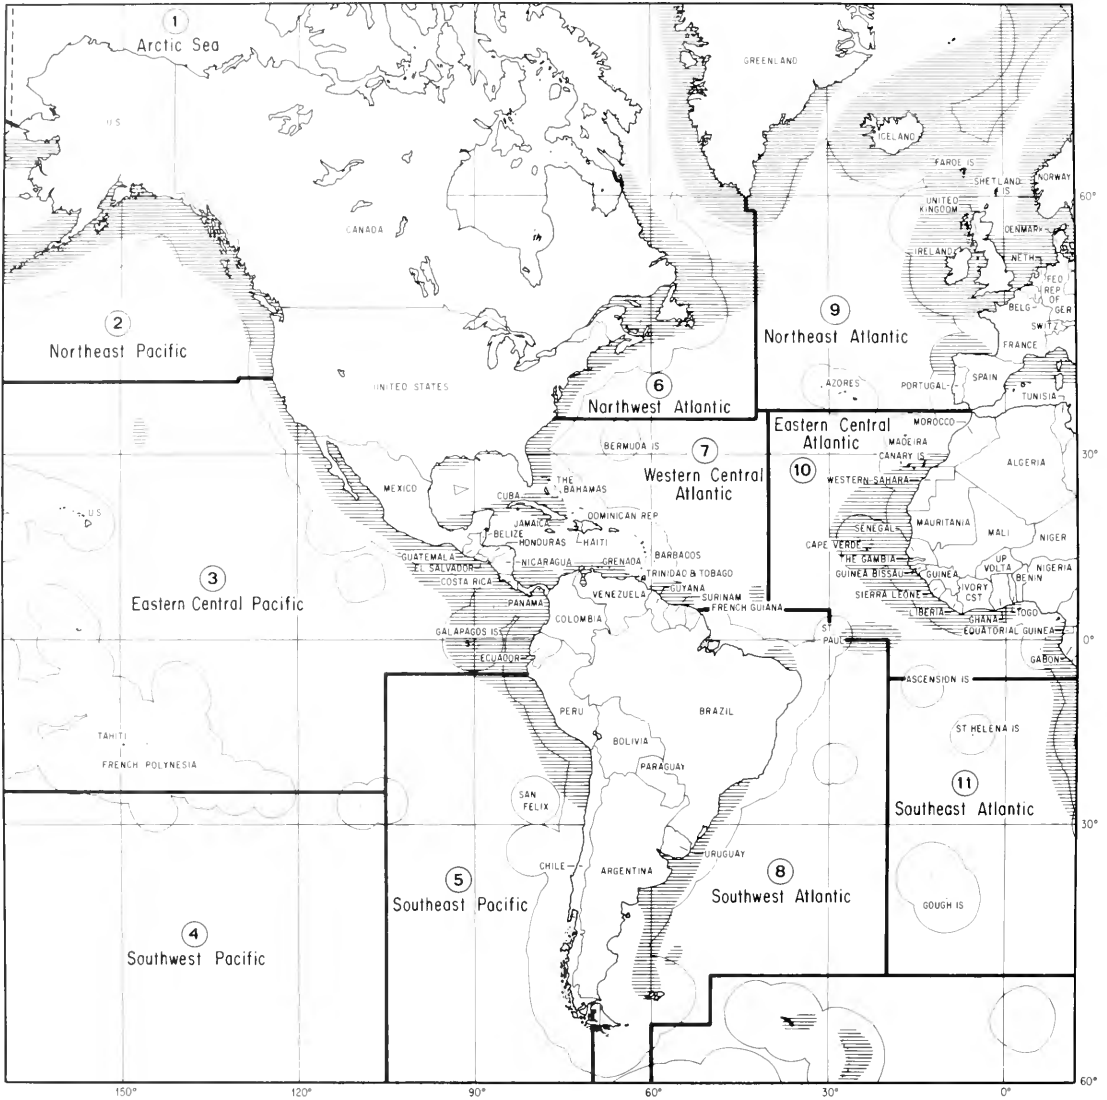 1
Arctic Sea
GREENLAND
U.S
ICELAND
FAROE IS
SHETLAND
IS
NORWAY
60°
UNITED
KINGDOM
CANADA
DENMARK
IRELAND
NETH
FED
REP
OF
GER
BELG
2
Northeast Pacific
9
Northeast Atlantic
SWITZ
FRANCE
UNITED STATES
6
Northwest Atlantic
AZORES
PORTUGAL
SPAIN
TUNISIA
Eastern Central
Atlantic
10
MOROCCO
MADEIRA
CANARY IS
ALGERIA
30°
BERMUDA IS
7
Western Central
Atlantic
WESTERN SAHARA
MEXICO
CUBA
THE
BAHAMAS
U.S
JAMAICA
DOMINICAN REP
BELIZE
HONDURAS
HAITI
SENEGAL
MAURITANIA
MALI
NIGER
CAPE VERDE
GUATEMALA
EL SALVADOR
NICARAGUA
GRENADA
BARBACOS
THE GAMBIA
GUINEA BISSAU
GUINEA
UP
VOLTA
NIGERIA
BENIN
3
Eastern Central Pacific
COSTA RICA
TRINIDAD & TOBAGO
GUYANA
SURINAM
FRENCH GUIANA
PANAMA
VENEZUELA
SIERRA LEONE
IVORY
CST
LIBERIA
GHANA
TOGO
COLOMBIA
ST
PAUL
EQUATORIAL GUINEA
GALAPAGOS IS
0°
ECUADOR
GABON
ASCENSION IS
PERU
BRAZIL
TAHITI
FRENCH POLYNESIA
BOLIVIA
ST HELENA IS
PARAGUAY
SAN
FELIX
11
Southeast Atlantic
30°
URUGUAY
CHILE
ARGENTINA
5
Southeast Pacific
8
Southwest Atlantic
GOUGH IS
4
Southwest Pacific
60°
150°
120°
90°
60°
30°
0°